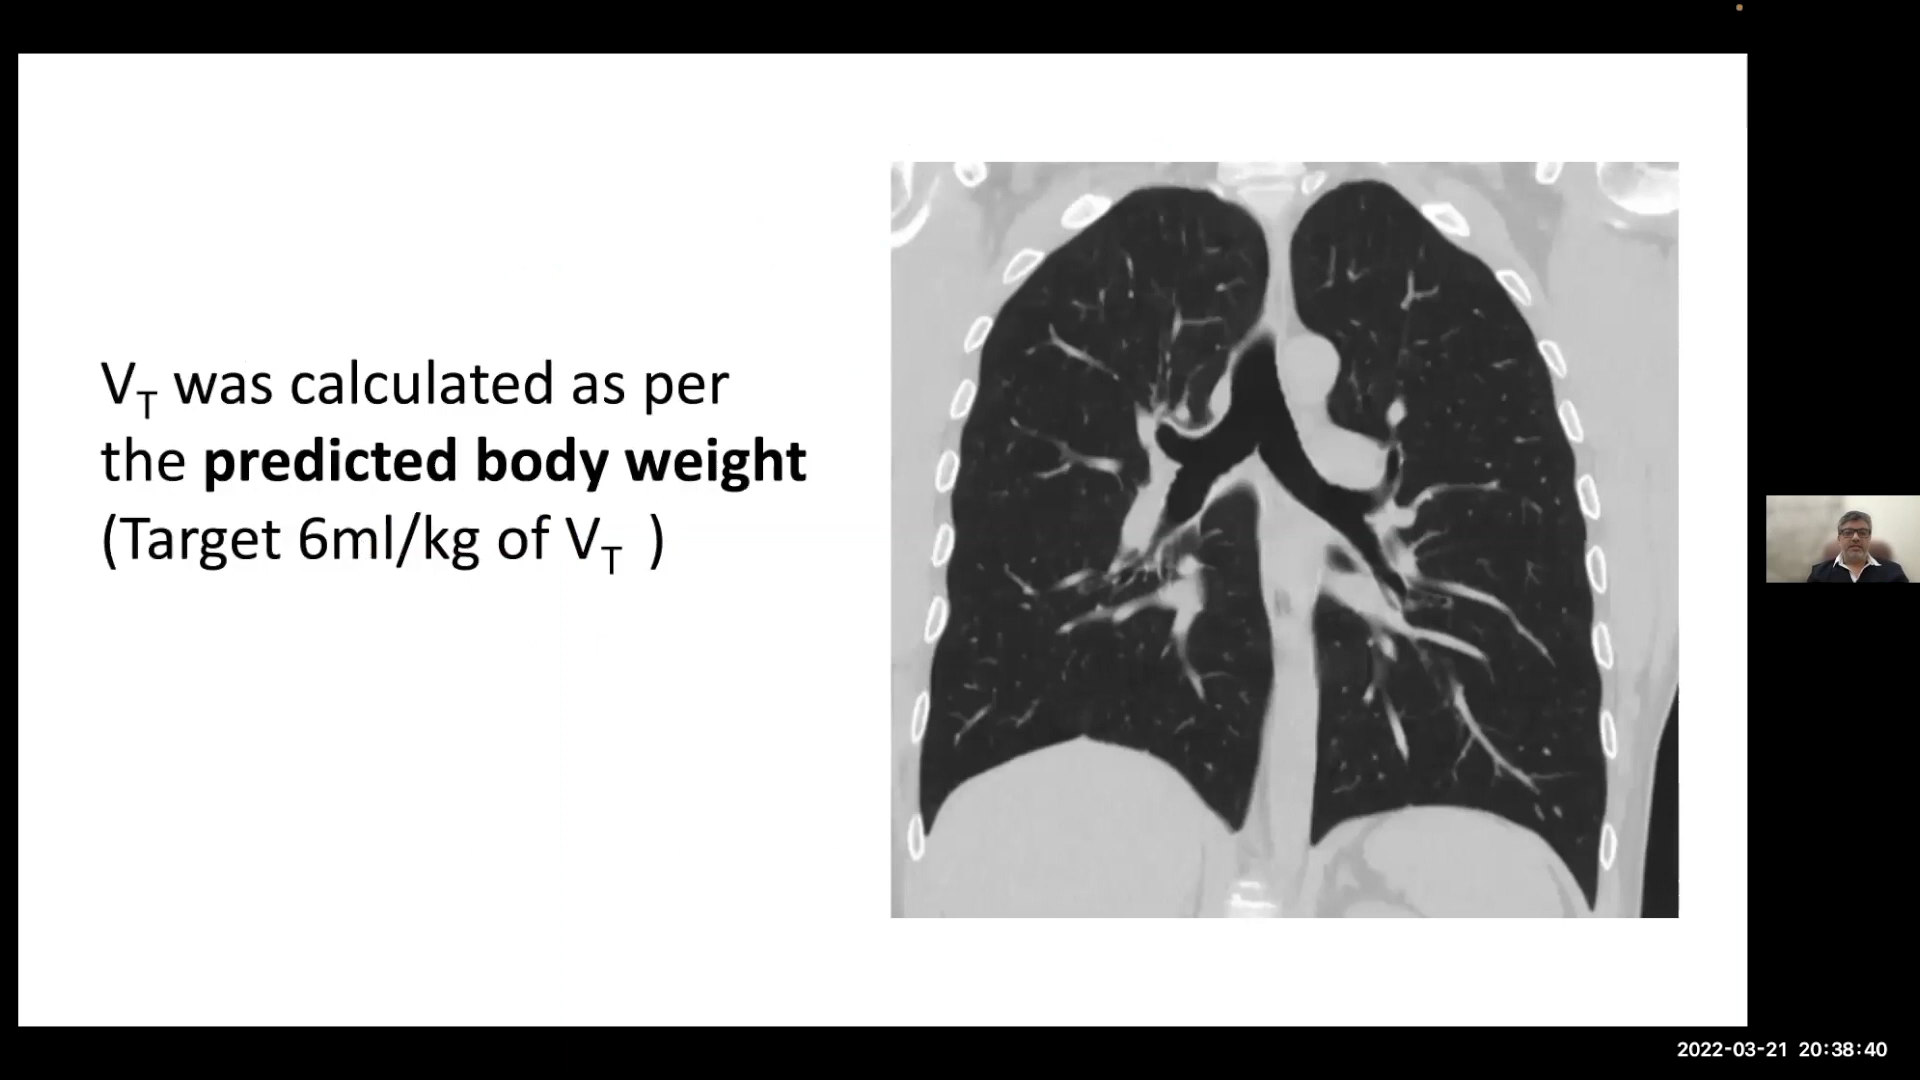 VT was calculated as per
the predicted body weight
(Target 6ml/kg of VT )
2022-03-21 20:38:40